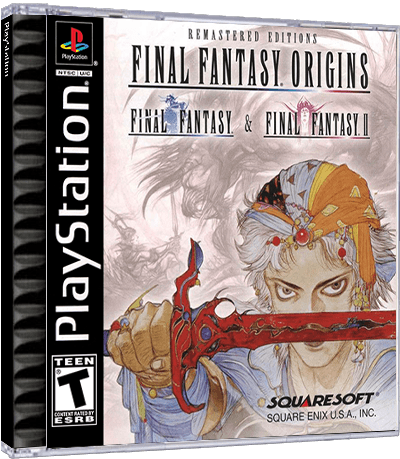 PlayStation
PlayStation
NTSC U/C
PlayStation
REMASTERED EDITIONS
FINAL FANTASY ORIGINS
FINAL FANTASY & FINAL FANTASY II
TEEN
T
CONTENT RATED BY
ESRB
SQUARESOFT
SQUARE ENIX U.S.A., INC.